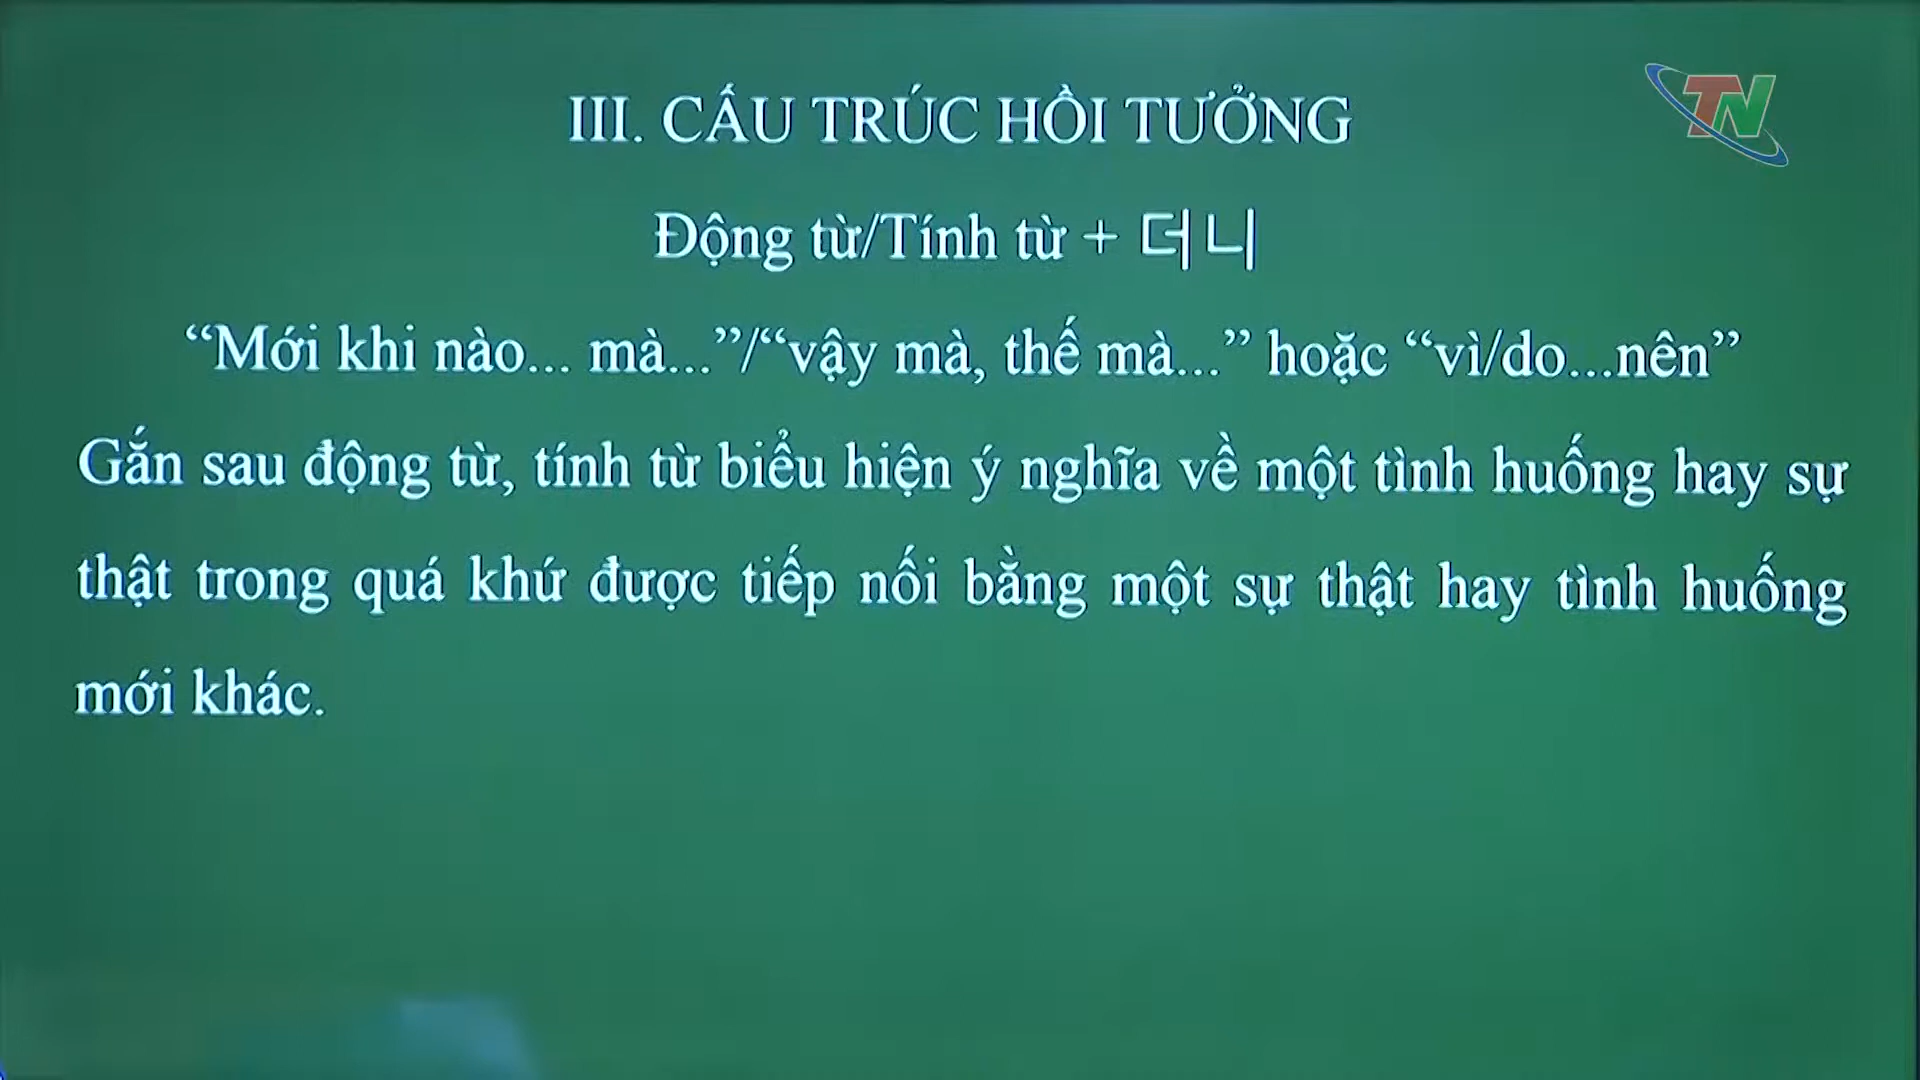 TN
III. CẤU TRÚC HỒI TƯỞNG
Động từ/Tính từ + 더니
“Mới khi nào... mà...”/“vậy mà, thế mà...” hoặc “vì/do...nên”
Gắn sau động từ, tính từ biểu hiện ý nghĩa về một tình huống hay sự
thật trong quá khứ được tiếp nối bằng một sự thật hay tình huống
mới khác.